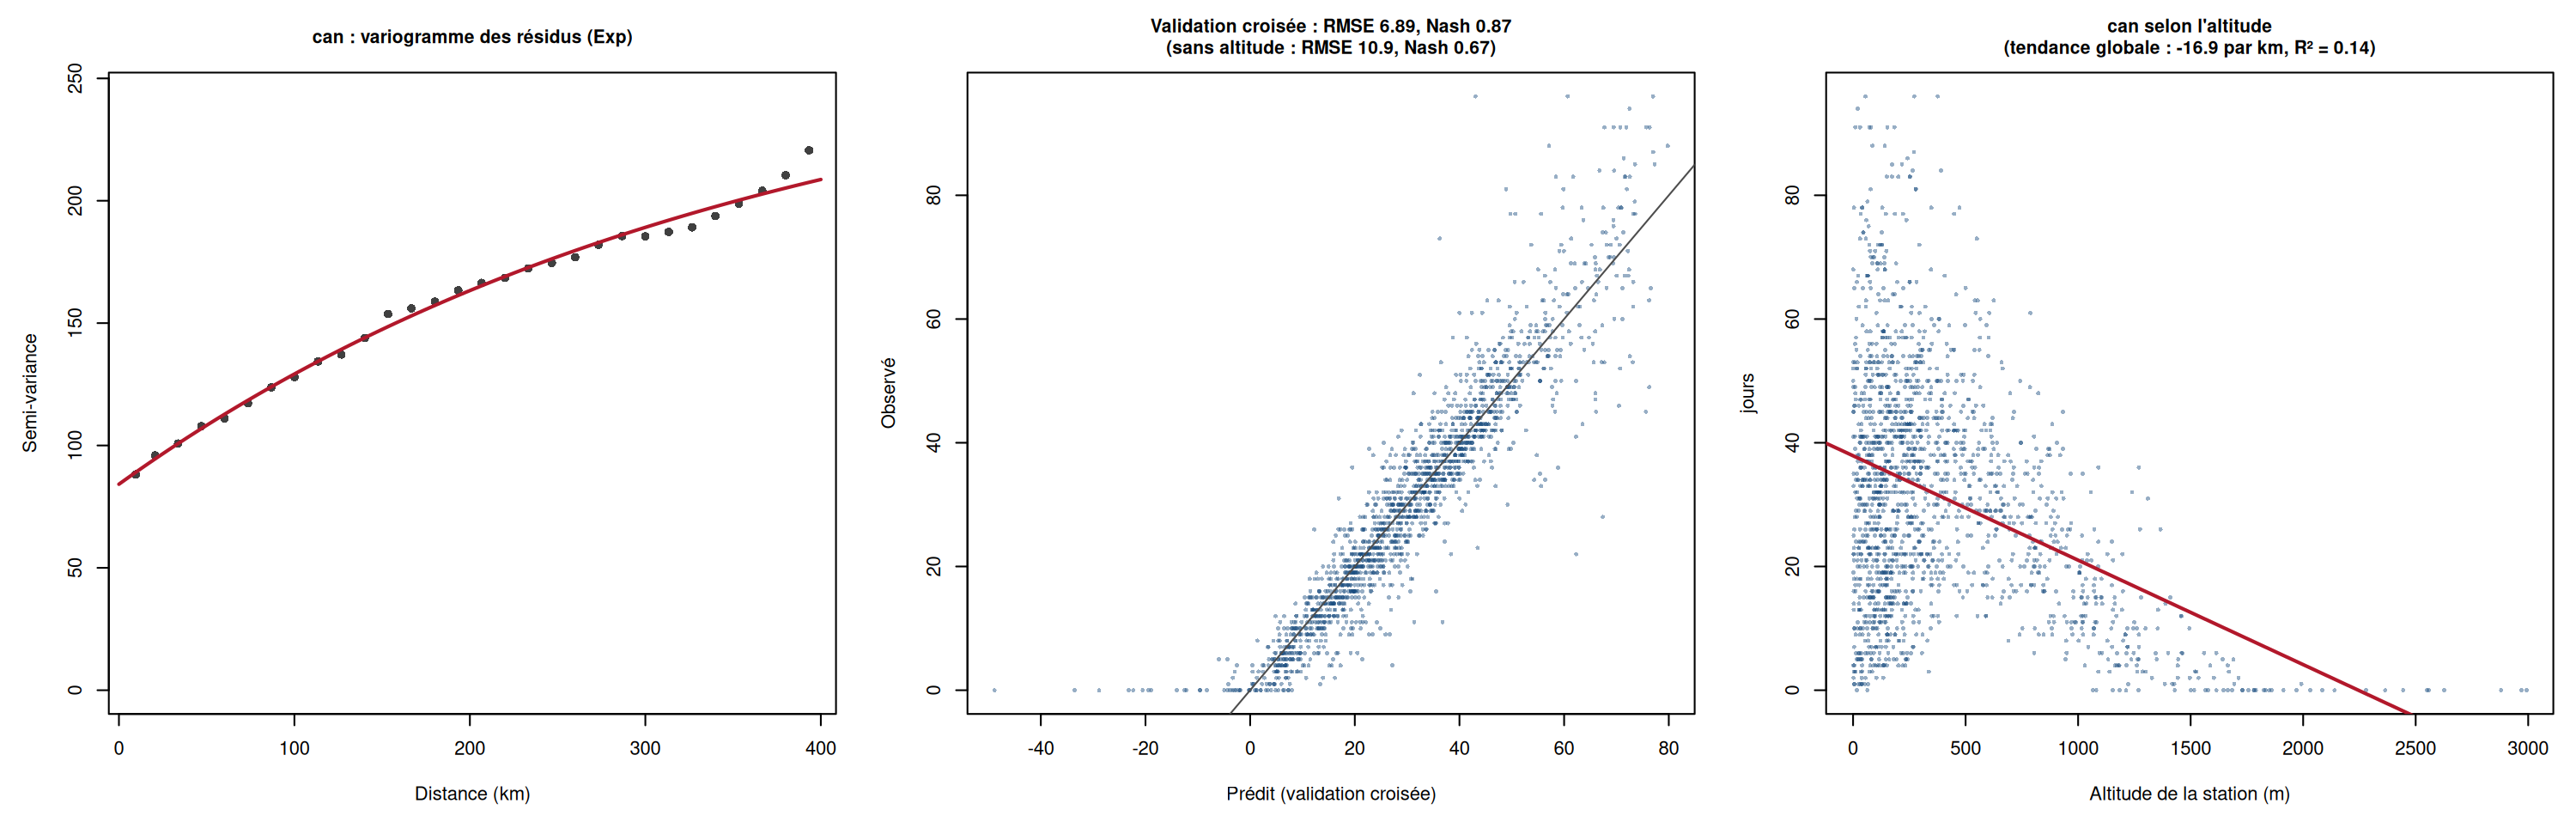 can : variogramme des résidus (Exp)
250
200
150
100
50
0
Semi-variance
0 100 200 300 400
Distance (km)
Validation croisée : RMSE 6.89, Nash 0.87
(sans altitude : RMSE 10.9, Nash 0.67)
80
60
40
20
0
Observé
-40 -20 0 20 40 60 80
Prédit (validation croisée)
can selon l'altitude
(tendance globale : -16.9 par km, R² = 0.14)
80
60
40
20
0
jours
0 500 1000 1500 2000 2500 3000
Altitude de la station (m)